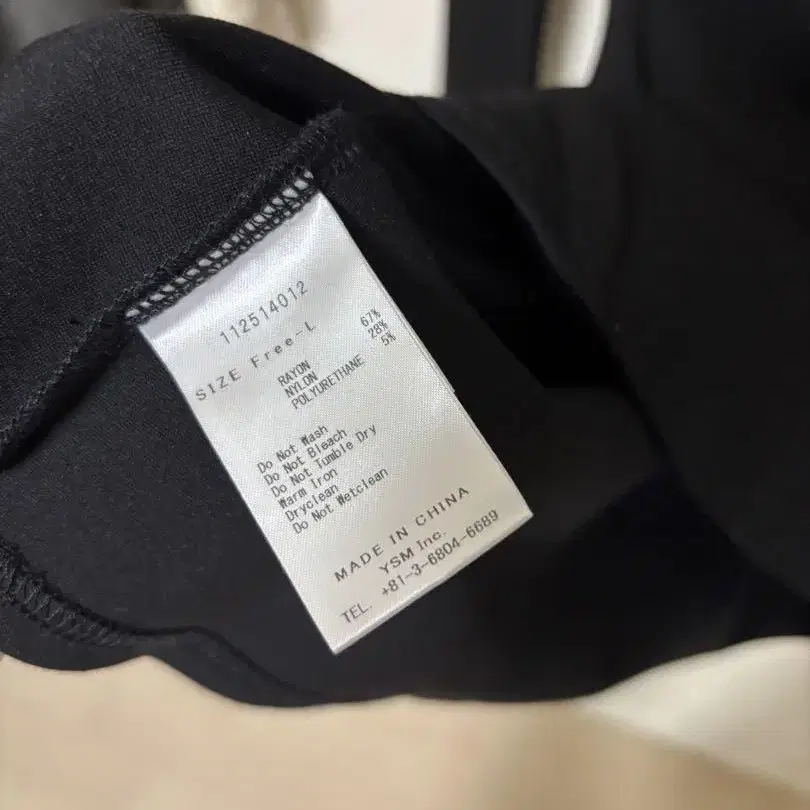 112514012
SIZE Free-L
RAYON 67%
NYLON 28%
POLYURETHANE 5%
Do Not Wash
Do Not Bleach
Do Not Tumble Dry
Warm Iron
Dryclean
Do Not Wetclean
MADE IN CHINA
YSM Inc.
TEL. +81-3-6804-6689